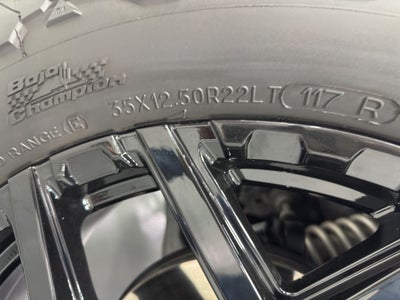 Baja
Champion
35X12.50R22LT 117 R
RANGE E